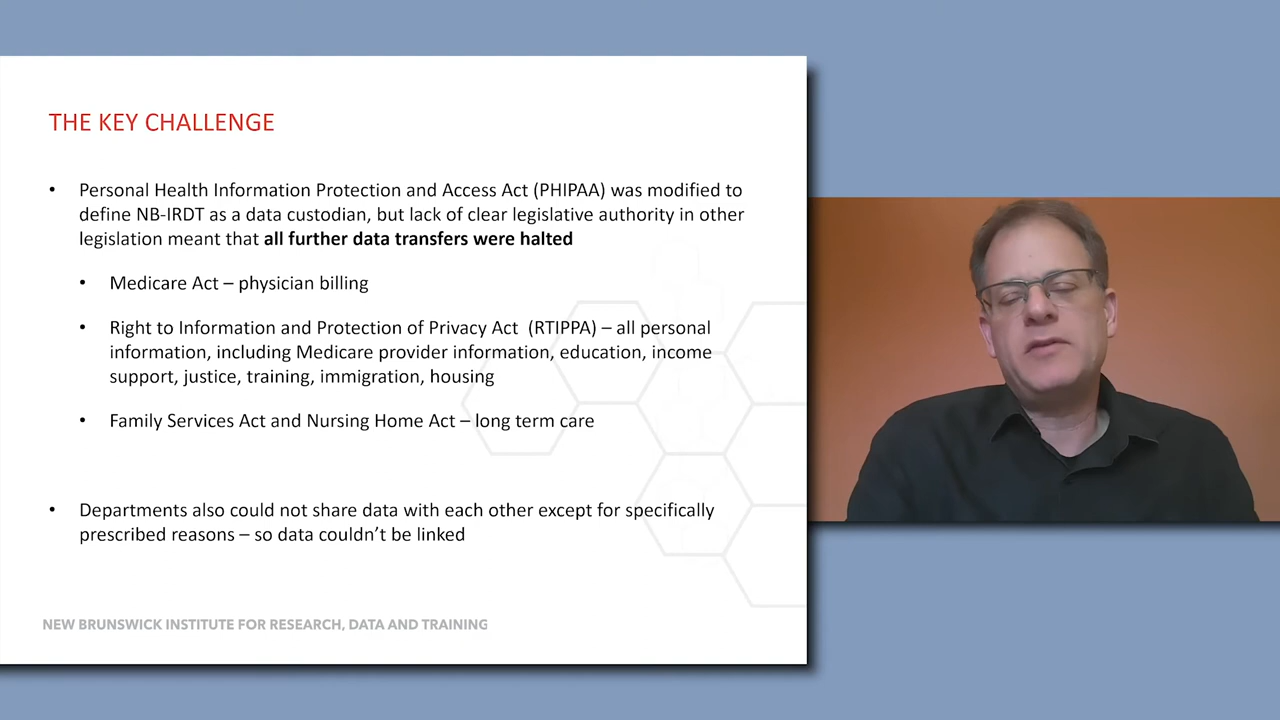 THE KEY CHALLENGE
• Personal Health Information Protection and Access Act (PHIPAA) was modified to
define NB-IRDT as a data custodian, but lack of clear legislative authority in other
legislation meant that all further data transfers were halted
• Medicare Act – physician billing
• Right to Information and Protection of Privacy Act (RTIPPA) – all personal
information, including Medicare provider information, education, income
support, justice, training, immigration, housing
• Family Services Act and Nursing Home Act – long term care
• Departments also could not share data with each other except for specifically
prescribed reasons – so data couldn’t be linked
NEW BRUNSWICK INSTITUTE FOR RESEARCH, DATA AND TRAINING